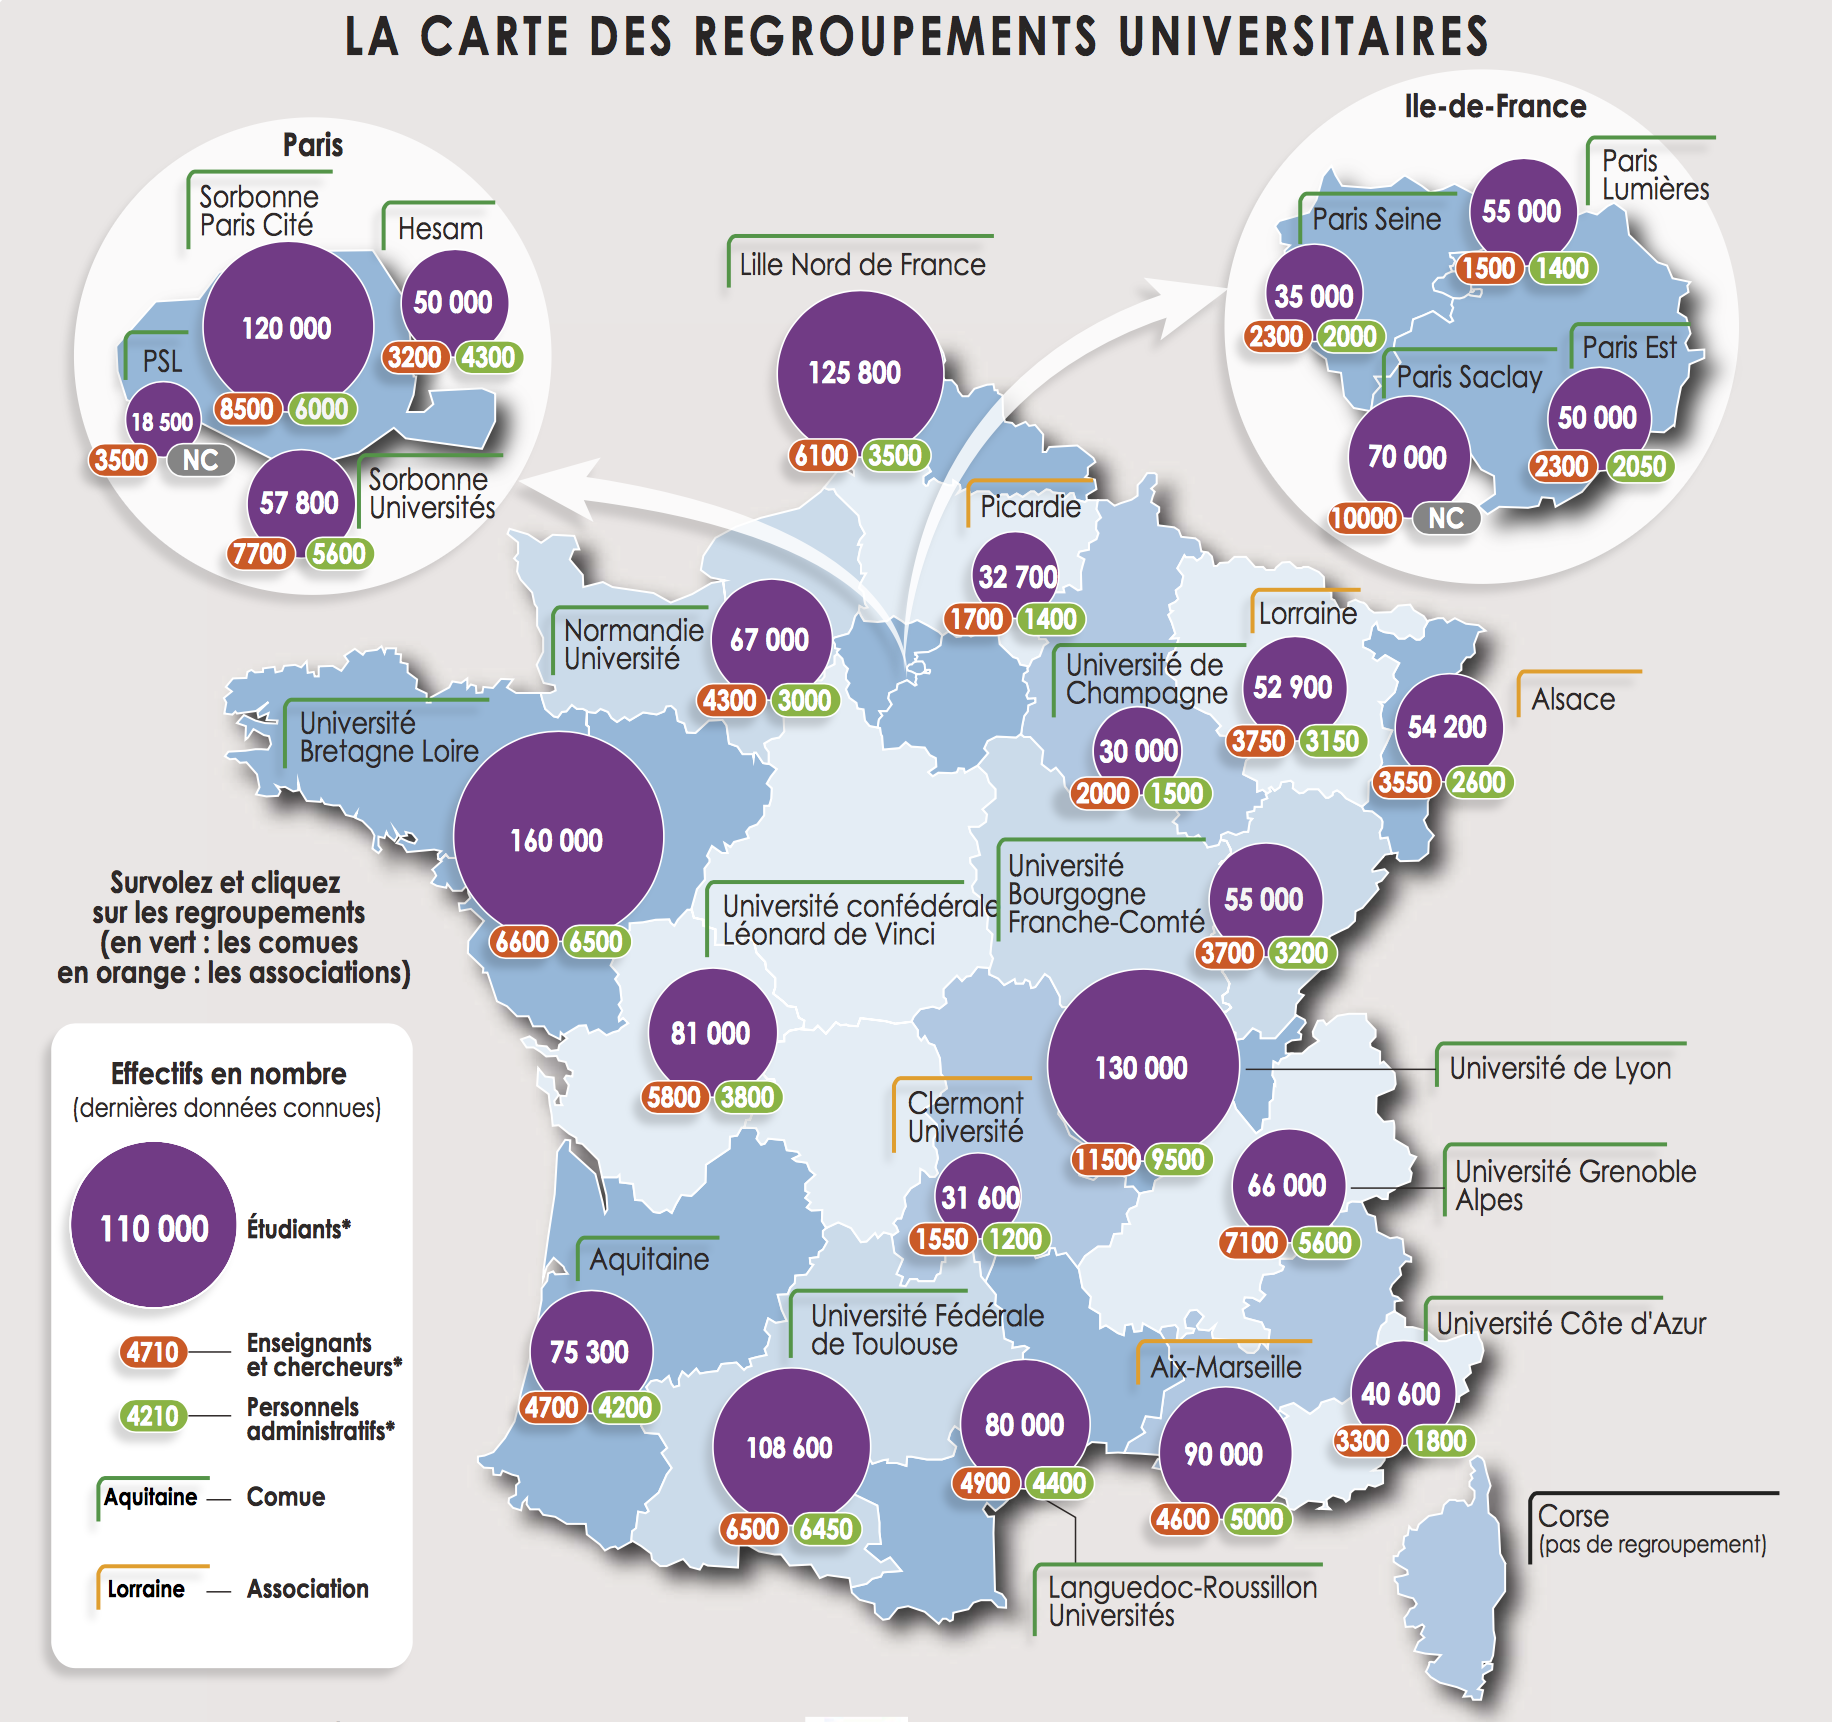 LA CARTE DES REGROUPEMENTS UNIVERSITAIRES
Paris
Sorbonne
Paris Cité
120 000
8500
6000
Hesam
50 000
3200
4300
PSL
18 500
3500
NC
Sorbonne
Universités
57 800
7700
5600
Ile-de-France
Paris
Lumières
55 000
1500
1400
Paris Seine
35 000
2300
2000
Paris Est
50 000
2300
2050
Paris Saclay
70 000
10000
NC
Lille Nord de France
125 800
6100
3500
Picardie
32 700
1700
1400
Normandie
Université
67 000
4300
3000
Lorraine
52 900
3750
3150
Université de
Champagne
30 000
2000
1500
Alsace
54 200
3550
2600
Université
Bretagne Loire
160 000
6600
6500
Université confédérale
Léonard de Vinci
81 000
5800
3800
Université
Bourgogne
Franche-Comté
55 000
3700
3200
Université de Lyon
130 000
11500
9500
Clermont
Université
31 600
1550
1200
Université Grenoble
Alpes
66 000
7100
5600
Aquitaine
75 300
4700
4200
Université Fédérale
de Toulouse
108 600
6500
6450
80 000
4900
4400
Languedoc-Roussillon
Universités
Aix-Marseille
90 000
4600
5000
Université Côte d'Azur
40 600
3300
1800
Corse
(pas de regroupement)
Survolez et cliquez
sur les regroupements
(en vert : les comues
en orange : les associations)
Effectifs en nombre
(dernières données connues)
110 000
Étudiants*
4710
Enseignants
et chercheurs*
4210
Personnels
administratifs*
Aquitaine
Comue
Lorraine
Association